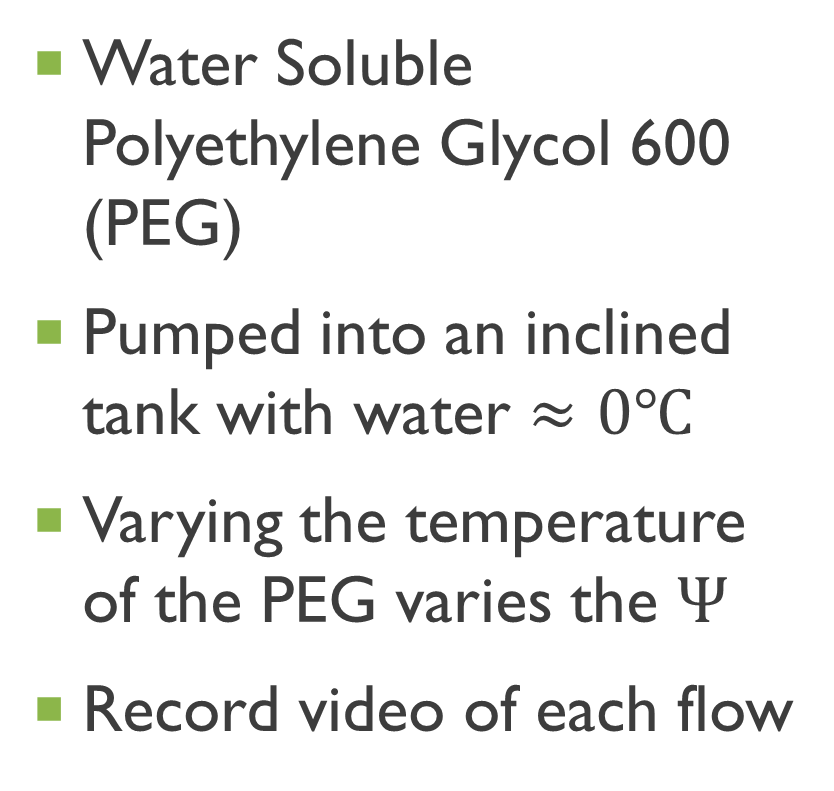 ▪ Water Soluble
Polyethylene Glycol 600
(PEG)
▪ Pumped into an inclined
tank with water ≈ 0°C
▪ Varying the temperature
of the PEG varies the Ψ
▪ Record video of each flow